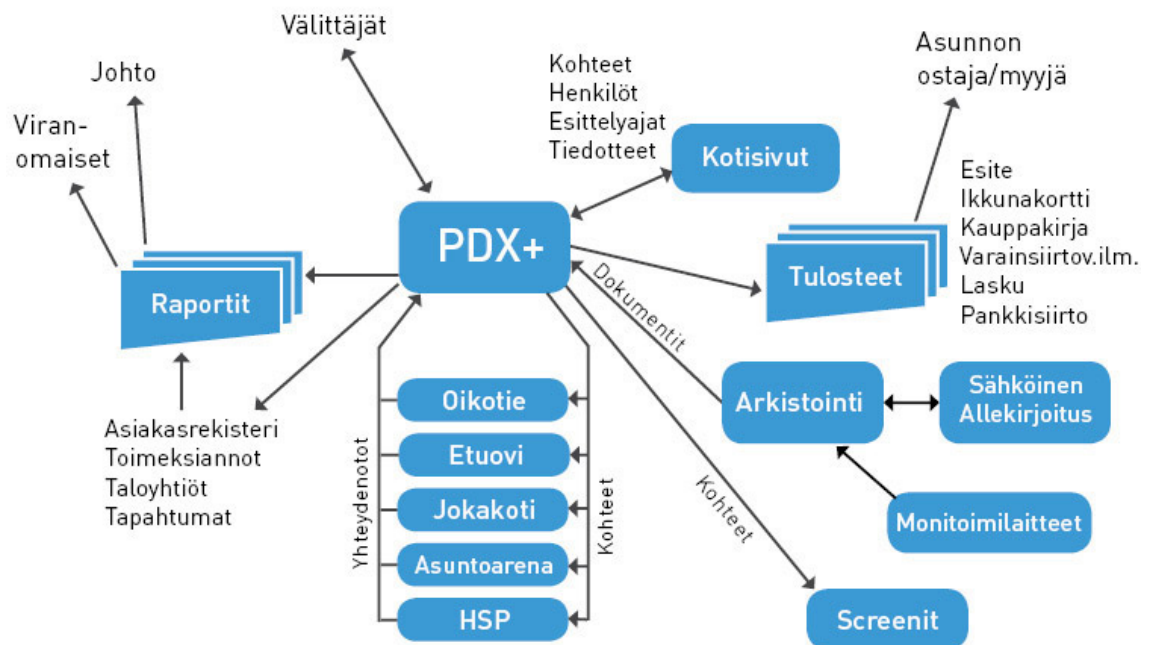 Välittäjät
Johto
Viran-
omaiset
Kohteet
Henkilöt
Esittelyajat
Tiedotteet
Kotisivut
Asunnon
ostaja/myyjä
Esite
Ikkunakortti
Kauppakirja
Varainsiirtov.ilm.
Lasku
Pankkisiirto
PDX+
Tulosteet
Raportit
Dokumentit
Asiakasrekisteri
Toimeksiannot
Taloyhtiöt
Tapahtumat
Yhteydenotot
Oikotie
Etuovi
Jokakoti
Asuntoarena
HSP
Kohteet
Kohteet
Arkistointi
Sähköinen
Allekirjoitus
Monitoimilaitteet
Screenit